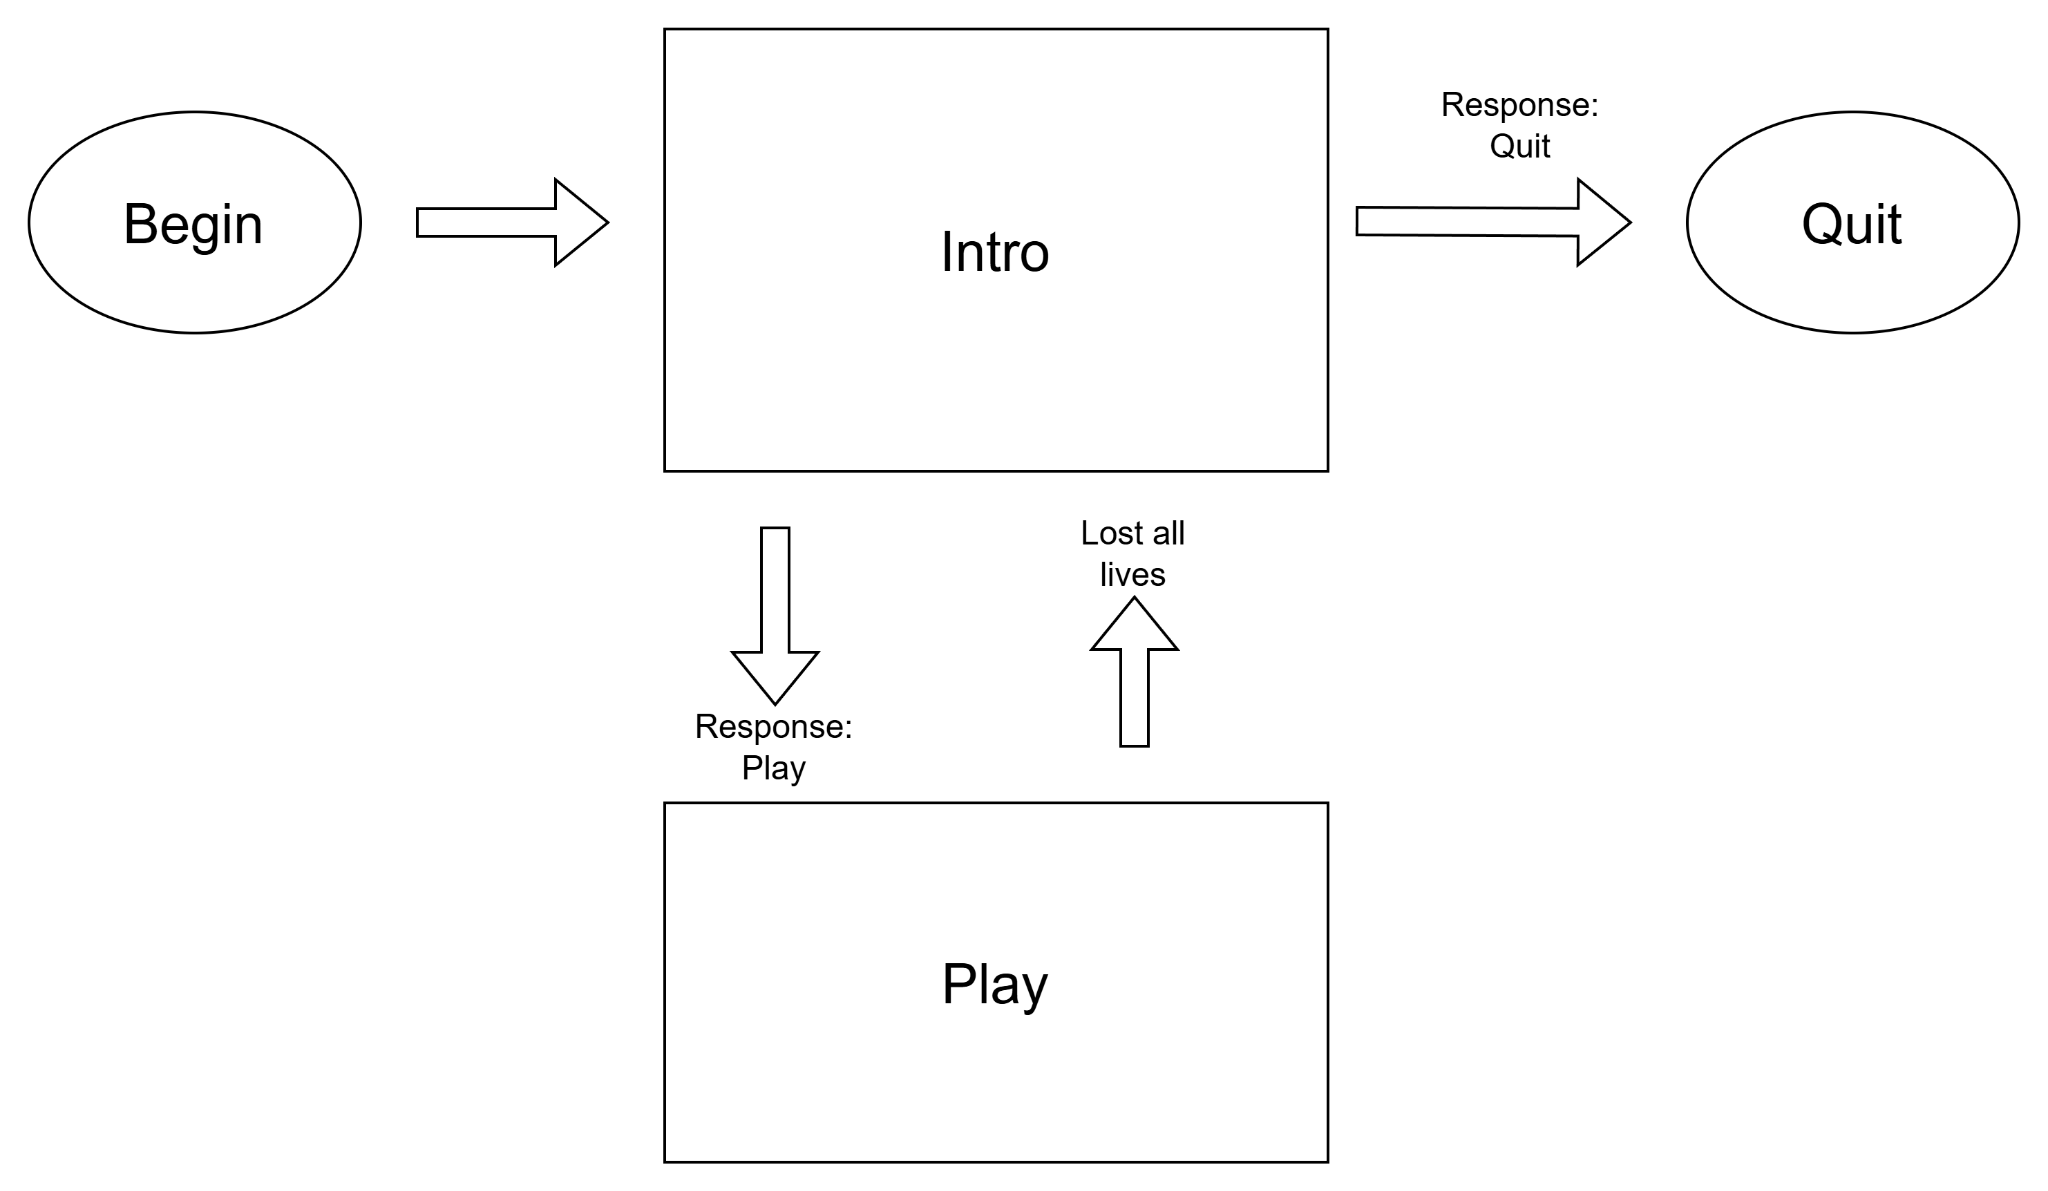 Begin
Intro
Response:
Quit
Quit
Lost all
lives
Response:
Play
Play